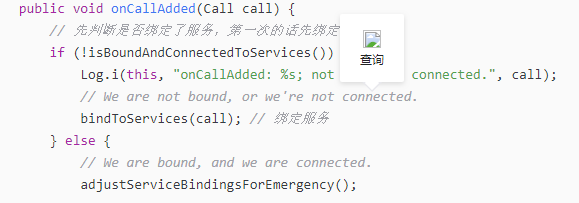 public void onCallAdded(Call call) {
// 先判断是否绑定了服务，第一次的话先绑定
if (!isBoundAndConnectedToServices())
查询
Log.i(this, "onCallAdded: %s; not connected.", call);
// We are not bound, or we're not connected.
bindToServices(call); // 绑定服务
} else {
// We are bound, and we are connected.
adjustServiceBindingsForEmergency();